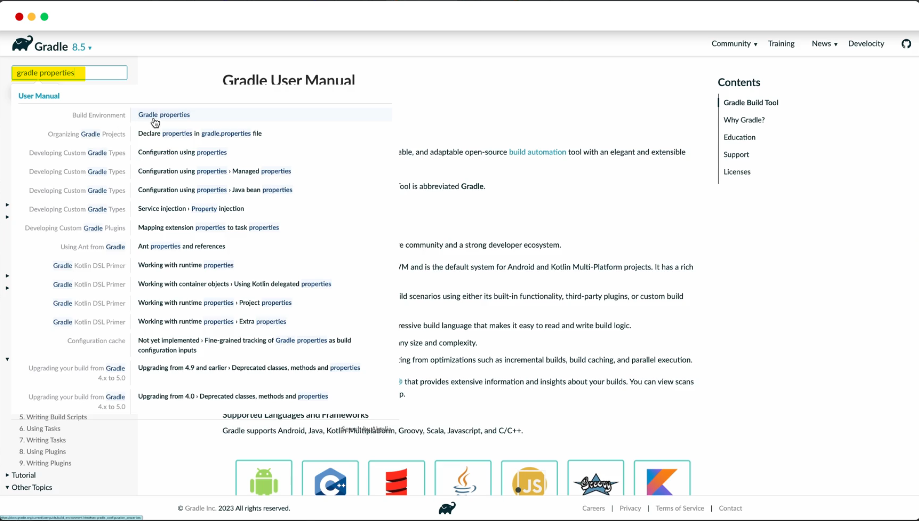 Gradle 8.5
Community
Training
News
Develocity
gradle properties
User Manual
Build Environment
Gradle properties
Organizing Gradle Projects
Declare properties in gradle.properties file
Developing Custom Gradle Types
Configuration using properties
Developing Custom Gradle Types
Configuration using properties › Managed properties
Developing Custom Gradle Types
Configuration using properties › Java bean properties
Developing Custom Gradle Types
Service injection › Property injection
Developing Custom Gradle Plugins
Mapping extension properties to task properties
Using Ant from Gradle
Ant properties and references
Gradle Kotlin DSL Primer
Working with runtime properties
Gradle Kotlin DSL Primer
Working with container objects › Using Kotlin delegated properties
Gradle Kotlin DSL Primer
Working with runtime properties › Project properties
Gradle Kotlin DSL Primer
Working with runtime properties › Extra properties
Configuration cache
Not yet implemented › Fine-grained tracking of Gradle properties as build
configuration inputs
Upgrading your build from Gradle
4.x to 5.0
Upgrading from 4.9 and earlier › Deprecated classes, methods and properties
Upgrading your build from Gradle
4.x to 5.0
Upgrading from 4.0 › Deprecated classes, methods and properties
5. Writing Build Scripts
6. Using Tasks
7. Writing Tasks
8. Using Plugins
9. Writing Plugins
Tutorial
Other Topics
Gradle User Manual
and adaptable open-source build automation tool with an elegant and extensible
Tool is abbreviated Gradle.
community and a strong developer ecosystem.
and is the default system for Android and Kotlin Multi-Platform projects. It has a rich
scenarios using either its built-in functionality, third-party plugins, or custom build
build language that makes it easy to read and write build logic.
size and complexity.
from optimizations such as incremental builds, build caching, and parallel execution.
that provides extensive information and insights about your builds. You can view scans
Supported Languages and Frameworks
Gradle supports Android, Java, Kotlin Multiplatform, Groovy, Scala, Javascript, and C/C++.
C++
JS
Groovy
Contents
Gradle Build Tool
Why Gradle?
Education
Support
Licenses
© Gradle Inc. 2023 All rights reserved.
Careers | Privacy | Terms of Service | Contact